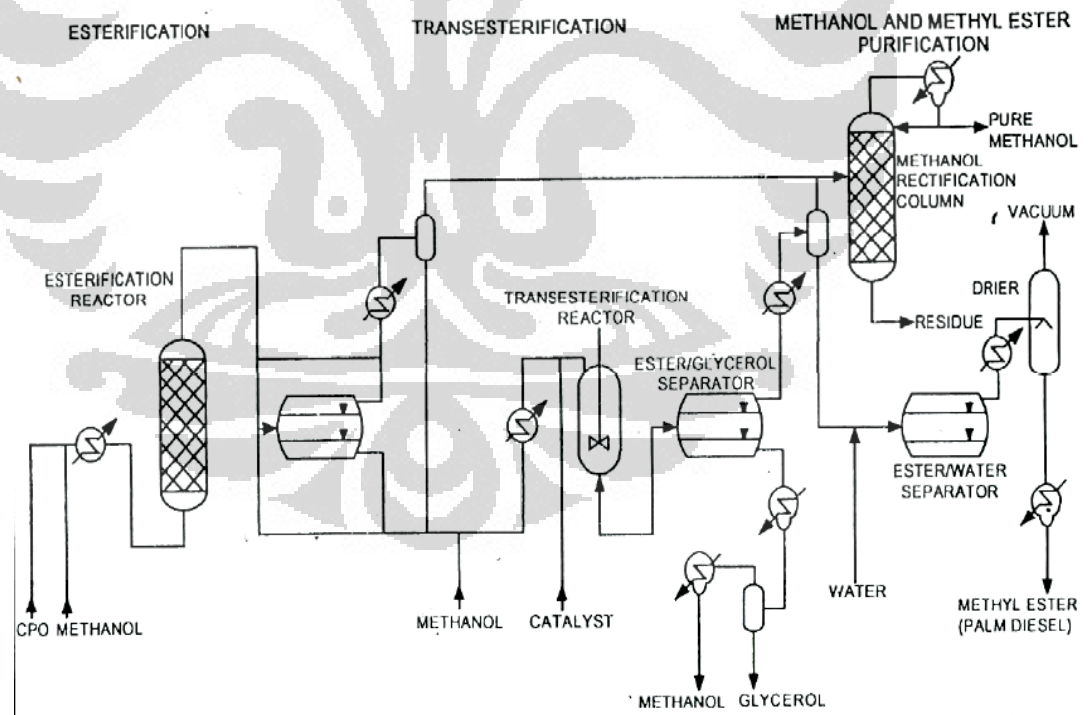 ESTERIFICATION
TRANSESTERIFICATION
METHANOL AND METHYL ESTER
PURIFICATION
PURE
METHANOL
METHANOL
RECTIFICATION
COLUMN
VACUUM
ESTERIFICATION
REACTOR
TRANSESTERIFICATION
REACTOR
DRIER
RESIDUE
ESTER/GLYCEROL
SEPARATOR
ESTER/WATER
SEPARATOR
CPO METHANOL
METHANOL
CATALYST
WATER
METHYL ESTER
(PALM DIESEL)
METHANOL
GLYCEROL